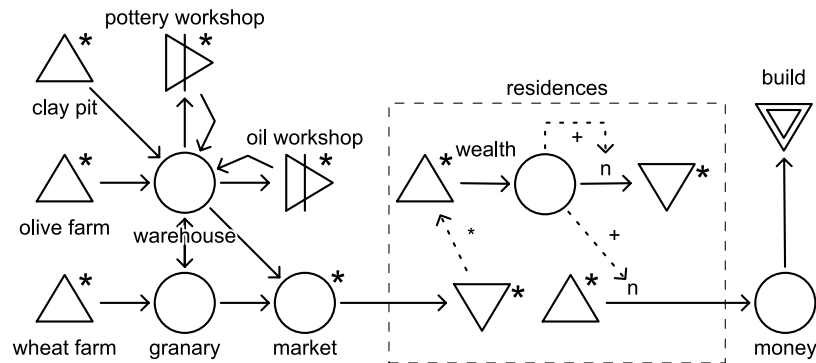 pottery workshop
*
*
clay pit
residences
build
oil workshop
*
*
wealth
+
*
n
*
olive farm
warehouse
*
+
*
*
*
*
n
wheat farm
granary
market
money